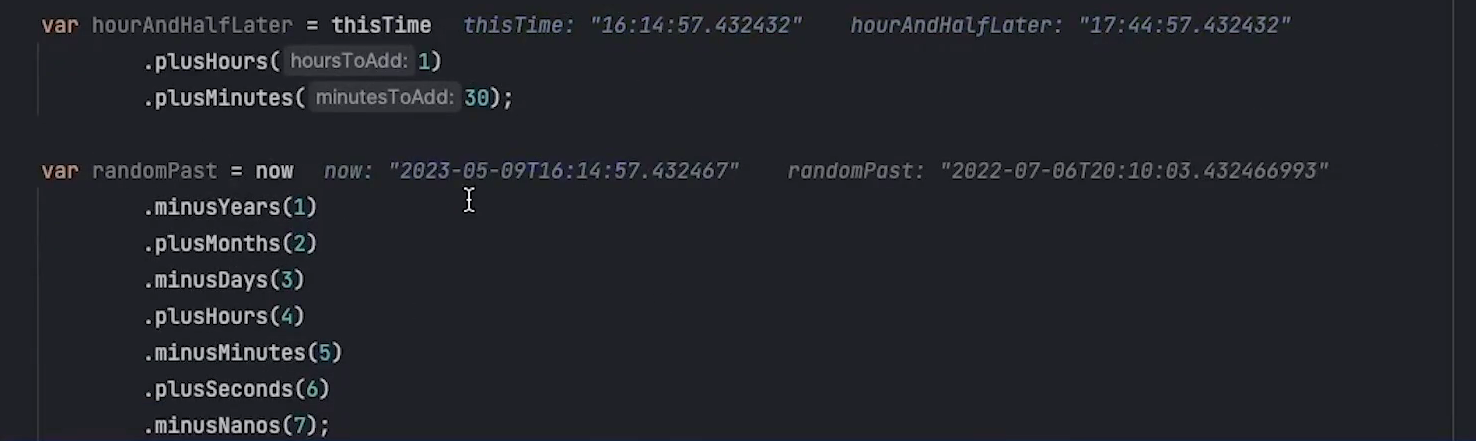 var hourAndHalfLater = thisTime   thisTime: "16:14:57.432432"   hourAndHalfLater: "17:44:57.432432"
.plusHours( hoursToAdd: 1)
.plusMinutes( minutesToAdd: 30);
var randomPast = now   now: "2023-05-09T16:14:57.432467"   randomPast: "2022-07-06T20:10:03.432466993"
.minusYears(1)
.plusMonths(2)
.minusDays(3)
.plusHours(4)
.minusMinutes(5)
.plusSeconds(6)
.minusNanos(7);